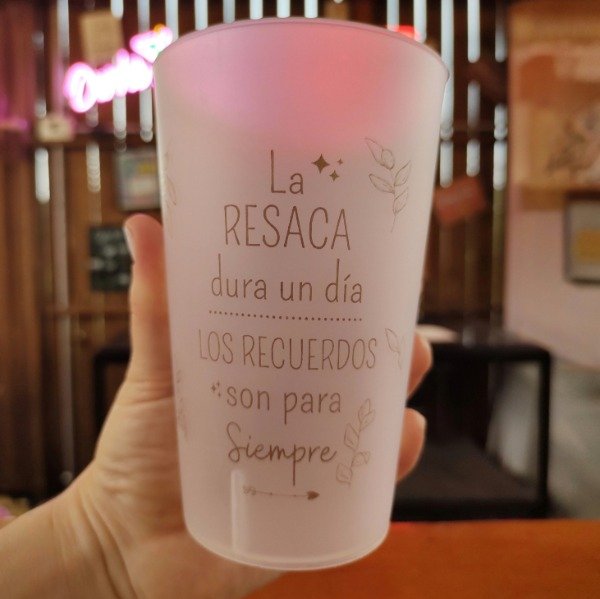 La
RESACA
dura un día
LOS RECUERDOS
son para
Siempre